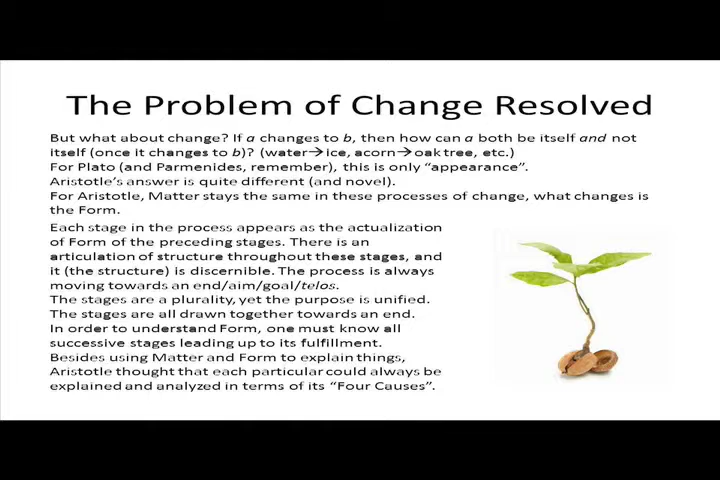 The Problem of Change Resolved
But what about change? If a changes to b, then how can a both be itself and not
itself (once it changes to b)? (water→ice, acorn→oak tree, etc.)
For Plato (and Parmenides, remember), this is only “appearance”.
Aristotle’s answer is quite different (and novel).
For Aristotle, Matter stays the same in these processes of change, what changes is
the Form.
Each stage in the process appears as the actualization
of Form of the preceding stages. There is an
articulation of structure throughout these stages, and
it (the structure) is discernible. The process is always
moving towards an end/aim/goal/telos.
The stages are a plurality, yet the purpose is unified.
The stages are all drawn together towards an end.
In order to understand Form, one must know all
successive stages leading up to its fulfillment.
Besides using Matter and Form to explain things,
Aristotle thought that each particular could always be
explained and analyzed in terms of its “Four Causes”.